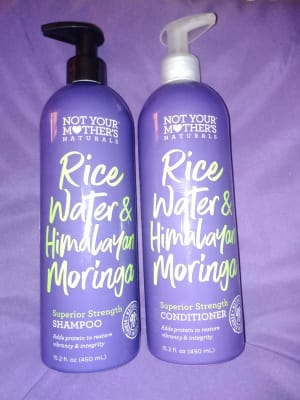 NOT YOUR
MOTHER'S
NATURALS
Rice
Water &
Himalayan
Moringa
Superior Strength
SHAMPOO
Adds protein to restore
vibrancy & integrity
15.2 fl oz (450 mL)
NOT YOUR
MOTHER'S
NATURALS
Rice
Water &
Himalayan
Moringa
Superior Strength
CONDITIONER
Adds protein to restore
vibrancy & integrity
15.2 fl oz (450 mL)